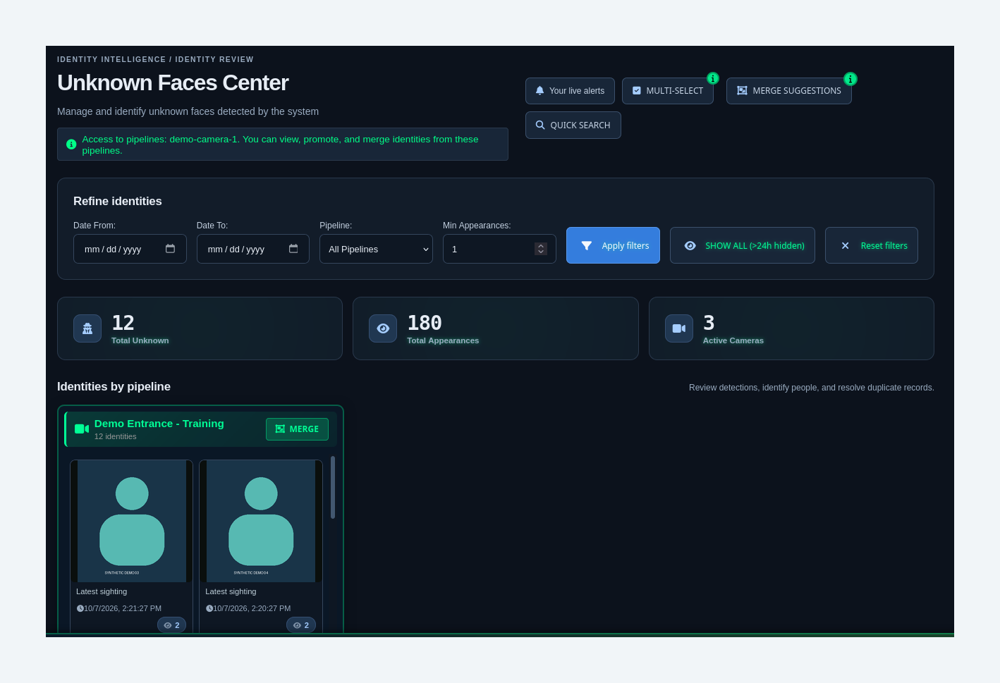 IDENTITY INTELLIGENCE / IDENTITY REVIEW
Unknown Faces Center
Manage and identify unknown faces detected by the system
Access to pipelines: demo-camera-1. You can view, promote, and merge identities from these
pipelines.
Your live alerts
MULTI-SELECT
MERGE SUGGESTIONS
QUICK SEARCH
Refine identities
Date From:
Date To:
Pipeline:
Min Appearances:
mm/dd/yyyy
mm/dd/yyyy
All Pipelines
1
Apply filters
SHOW ALL (>24h hidden)
Reset filters
12
Total Unknown
180
Total Appearances
3
Active Cameras
Identities by pipeline
Review detections, identify people, and resolve duplicate records.
Demo Entrance - Training
12 identities
MERGE
SYNTHETIC DEMO 03
SYNTHETIC DEMO 04
Latest sighting
Latest sighting
10/7/2026, 2:21:27 PM
10/7/2026, 2:20:27 PM
2
2